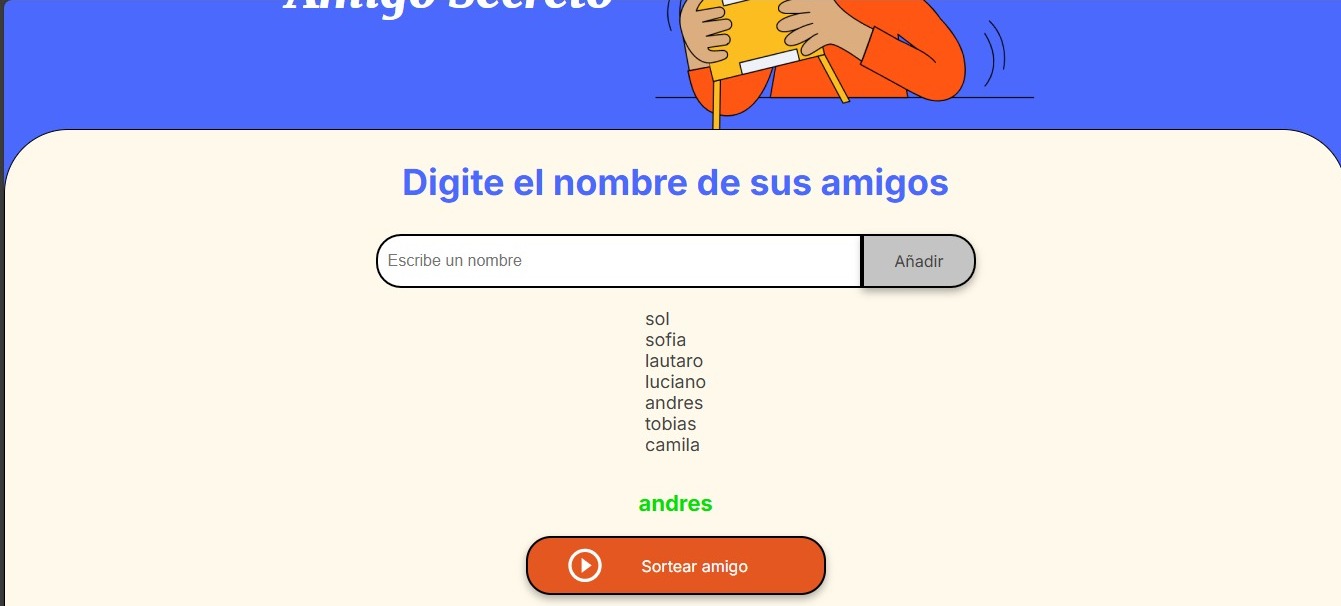 Amigo Secreto
Digite el nombre de sus amigos
Escribe un nombre
Añadir
sol
sofia
lautaro
luciano
andres
tobias
camila
andres
Sortear amigo